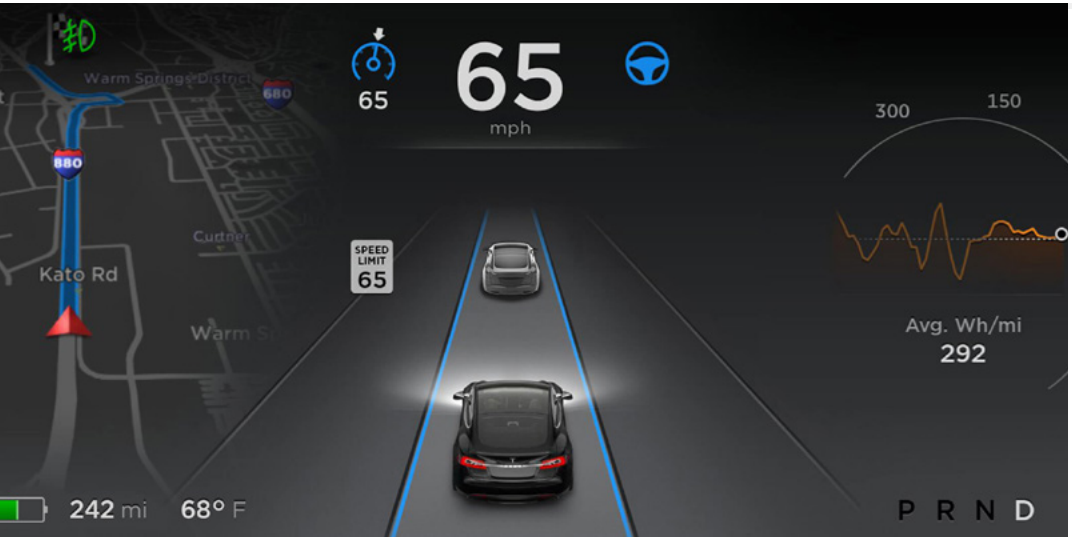 Warm Springs District
680
880
Curtner
Kato Rd
Warm S
65
65
mph
SPEED
LIMIT
65
300
150
Avg. Wh/mi
292
242 mi
68° F
P R N D